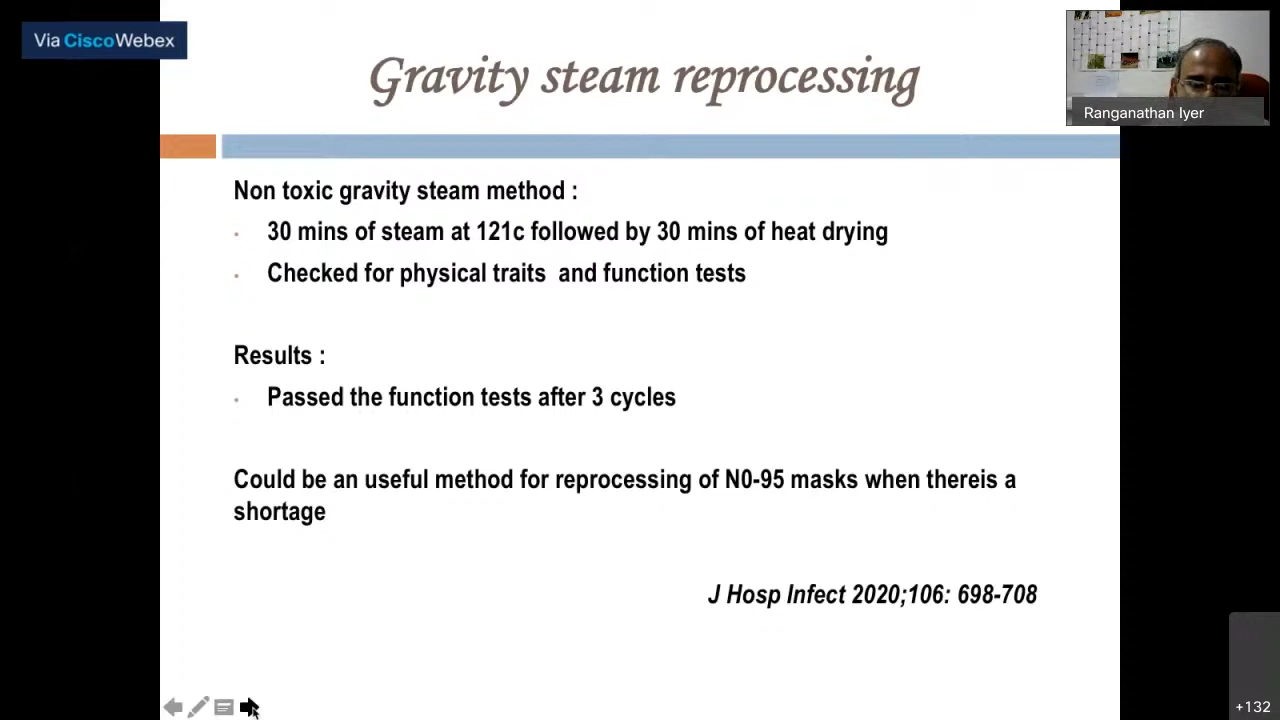 Via CiscoWebex
Gravity steam reprocessing
Ranganathan Iyer
Non toxic gravity steam method :
30 mins of steam at 121c followed by 30 mins of heat drying
Checked for physical traits and function tests
Results :
Passed the function tests after 3 cycles
Could be an useful method for reprocessing of N0-95 masks when thereis a
shortage
J Hosp Infect 2020;106: 698-708
+132